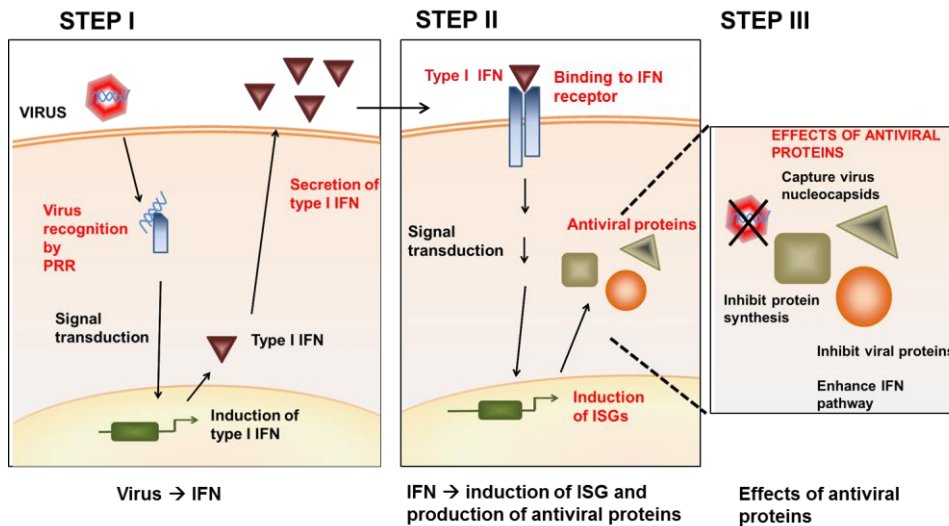 STEP I
STEP II
STEP III
VIRUS
Virus
recognition
by
PRR
Secretion of
type I IFN
Signal
transduction
Type I IFN
Induction of
type I IFN
Type I IFN
Binding to IFN
receptor
Signal
transduction
Antiviral proteins
Induction
of ISGs
EFFECTS OF ANTIVIRAL
PROTEINS
Capture virus
nucleocapsids
Inhibit protein
synthesis
Inhibit viral proteins
Enhance IFN
pathway
Virus → IFN
IFN → induction of ISG and
production of antiviral proteins
Effects of antiviral
proteins